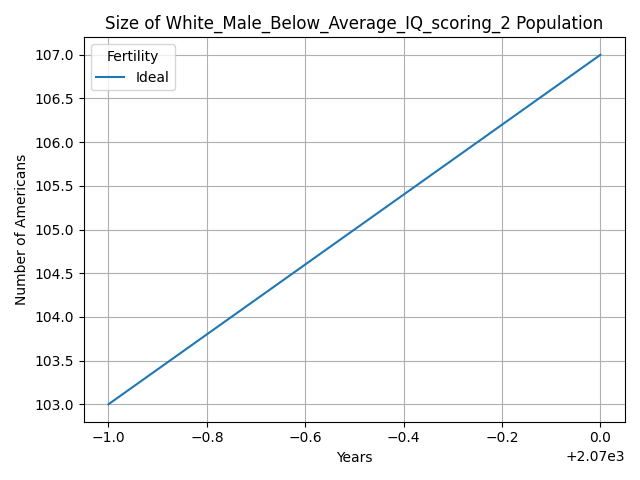 Size of White_Male_Below_Average_IQ_scoring_2 Population
Fertility
Ideal
Number of Americans
107.0
106.5
106.0
105.5
105.0
104.5
104.0
103.5
103.0
−1.0 −0.8 −0.6 −0.4 −0.2 0.0
+2.07e3
Years